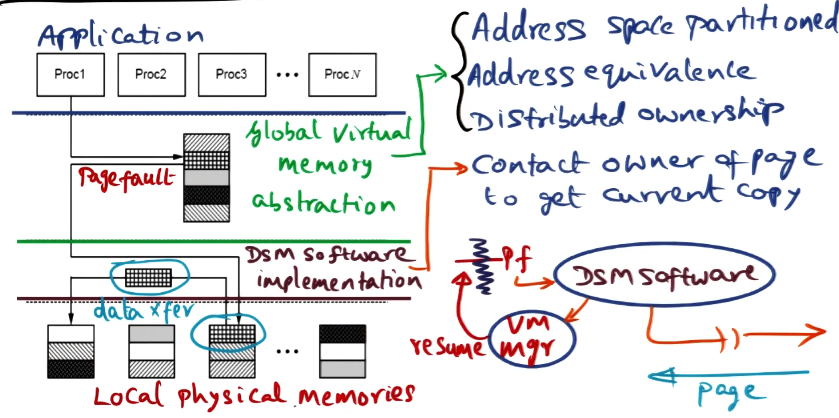 Application
Proc1 Proc2 Proc3 ••• Proc N
Address space partitioned
Address equivalence
Distributed ownership
Global Virtual
memory
abstraction
Page fault
Contact owner of page
to get current copy
DSM software
implementation
data xfer
Pf
DSM software
VM
mgr
resume
page
•••
Local physical memories